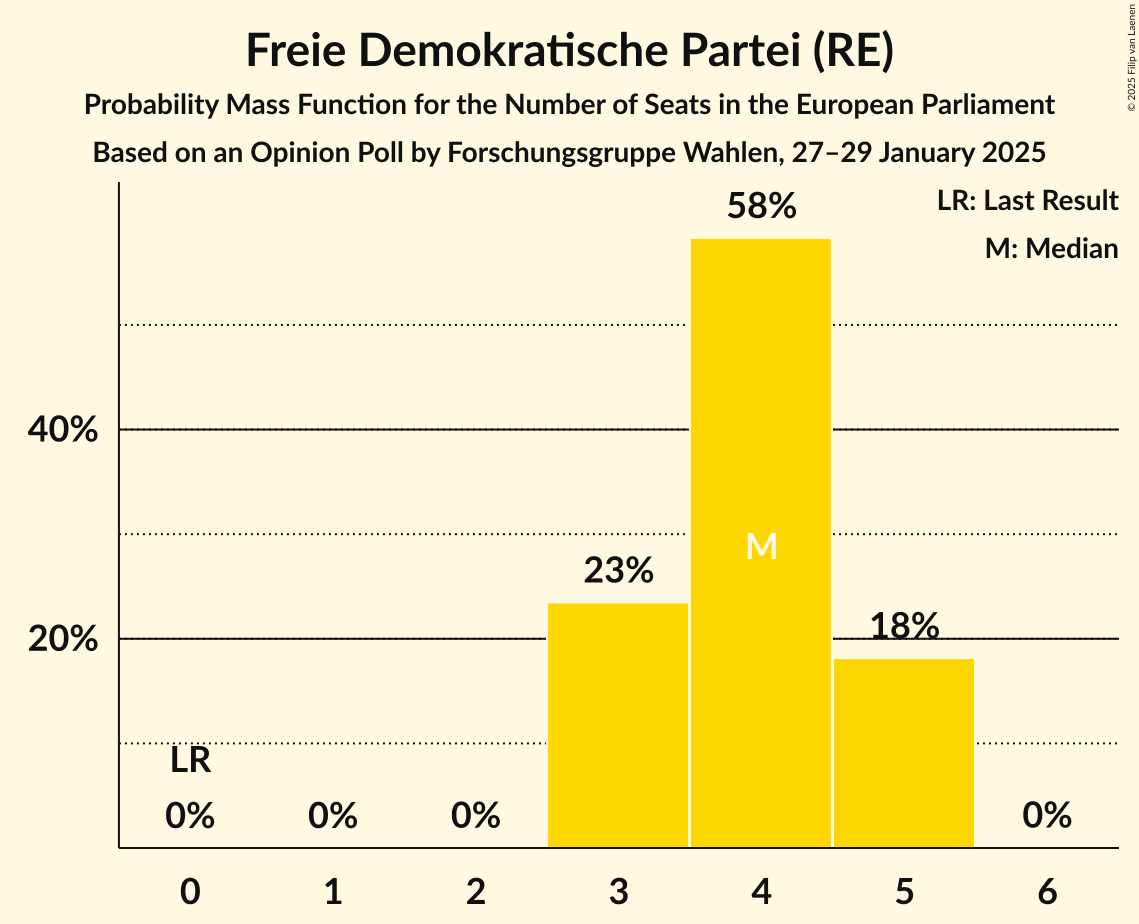 Freie Demokratische Partei (RE)
Probability Mass Function for the Number of Seats in the European Parliament
Based on an Opinion Poll by Forschungsgruppe Wahlen, 27–29 January 2025
© 2025 Filip van Laenen
LR: Last Result
M: Median
58%
40%
M
23%
20%
18%
LR
0%
0%
0%
0%
0
1
2
3
4
5
6